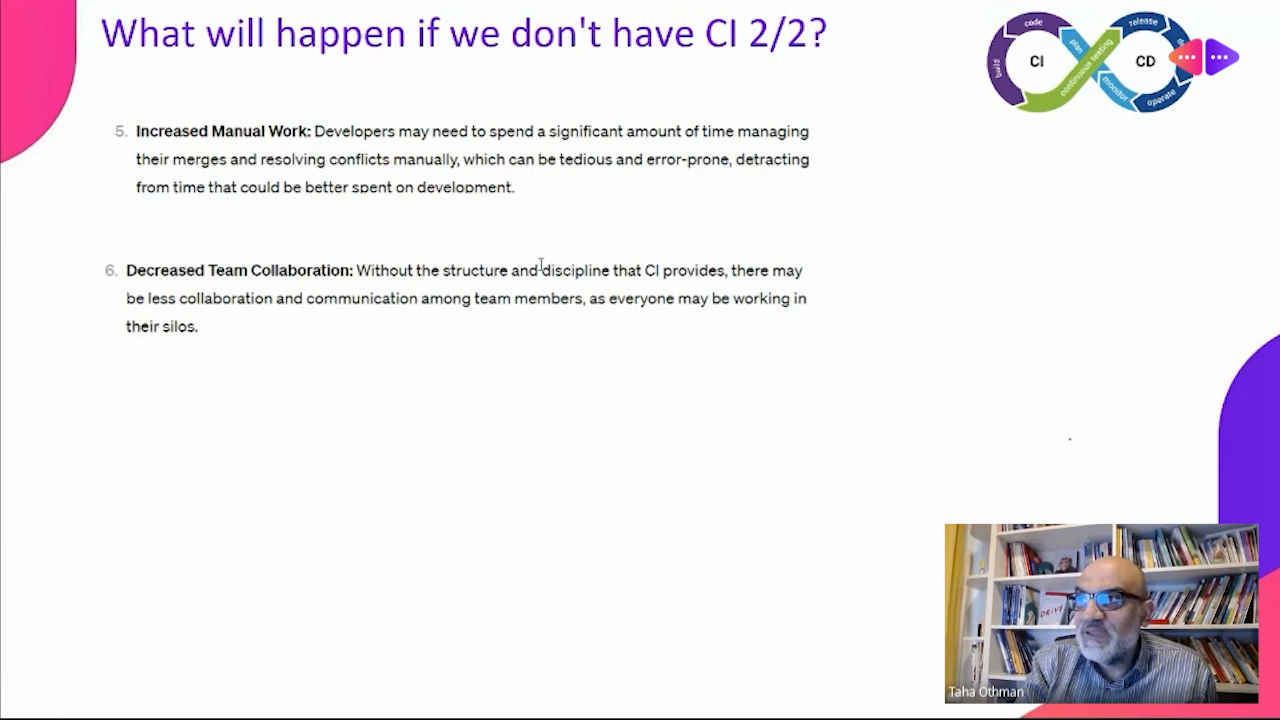 What will happen if we don't have CI 2/2?
code
release
build
plan
CI
continuous testing
CD
monitor
operate
5. Increased Manual Work: Developers may need to spend a significant amount of time managing
their merges and resolving conflicts manually, which can be tedious and error-prone, detracting
from time that could be better spent on development.
6. Decreased Team Collaboration: Without the structure and discipline that CI provides, there may
be less collaboration and communication among team members, as everyone may be working in
their silos.
DRiVE
Taha Othman